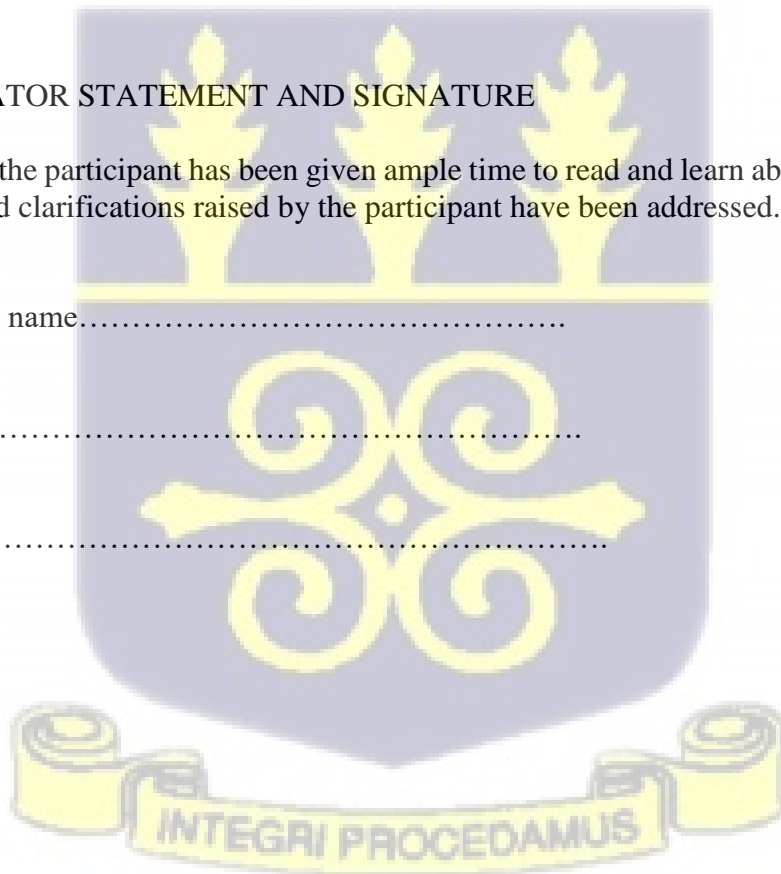 ATOR STATEMENT AND SIGNATURE
the participant has been given ample time to read and learn ab
d clarifications raised by the participant have been addressed.
name…………………………………………….
…………………………………………………….
……………………………………………………….
INTEGRI PROCEDAMUS